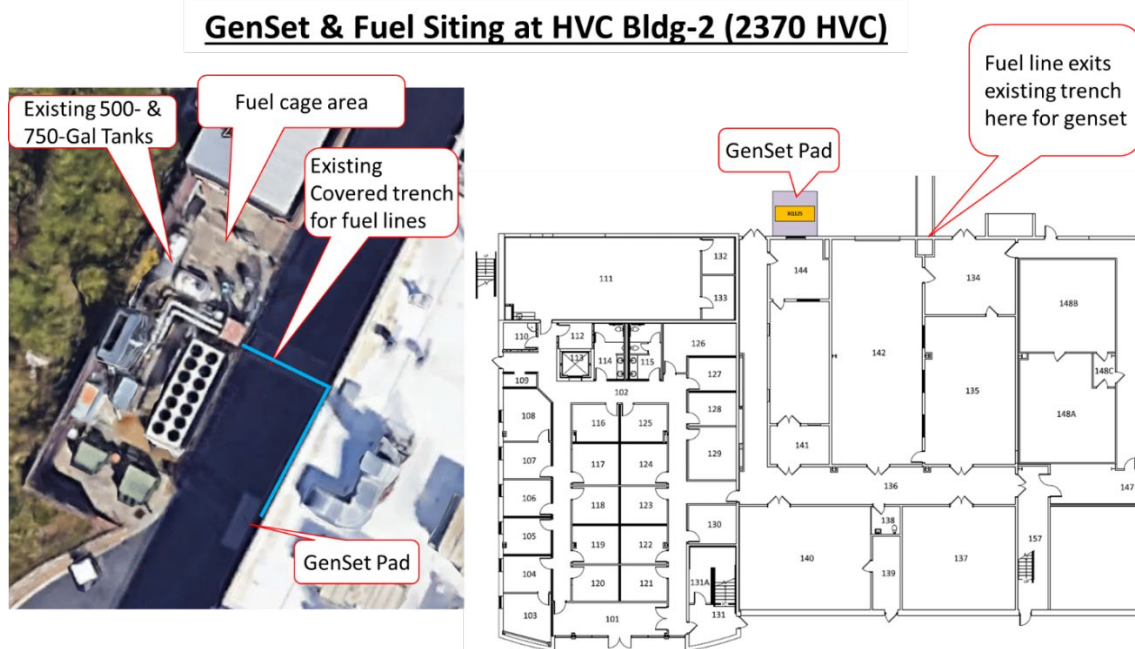 GenSet & Fuel Siting at HVC Bldg-2 (2370 HVC)
Existing 500- &
750-Gal Tanks
Fuel cage area
Existing
Covered trench
for fuel lines
GenSet Pad
GenSet Pad
Fuel line exits
existing trench
here for genset
XQ125
111
132
133
144
142
134
148B
110
112
113
114
115
126
135
148C
109
127
102
148A
108
116
125
128
141
107
117
124
129
136
147
106
118
123
130
138
105
119
122
140
139
137
157
104
120
121
131A
103
101
131